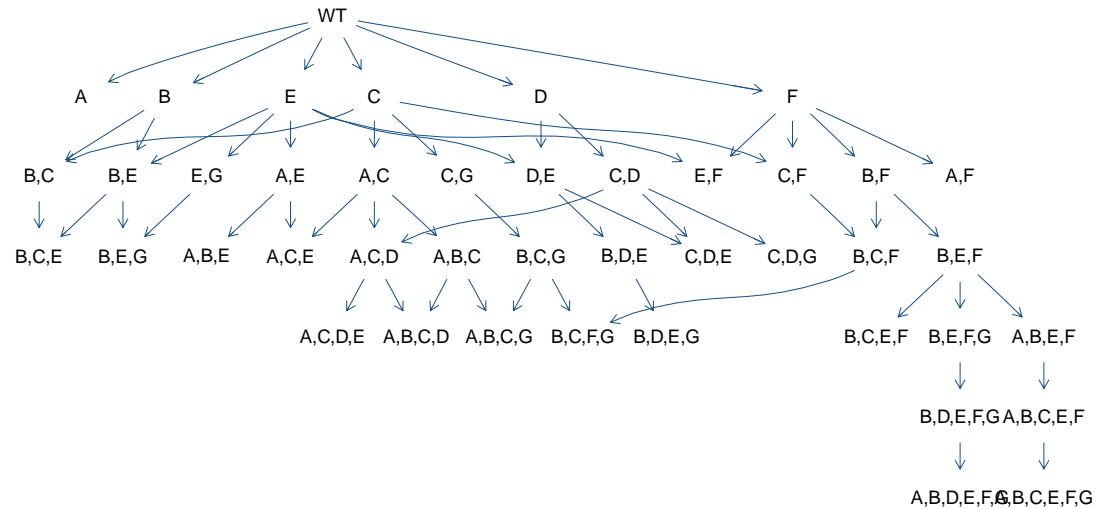 WT
A B E C D F
B,C B,E E,G A,E A,C C,G D,E C,D E,F C,F B,F A,F
B,C,E B,E,G A,B,E A,C,E A,C,D A,B,C B,C,G B,D,E C,D,E C,D,G B,C,F B,E,F
A,C,D,E A,B,C,D A,B,C,G B,C,F,G B,D,E,G B,C,E,F B,E,F,G A,B,E,F
B,D,E,F,G A,B,C,E,F
A,B,D,E,F,G A,B,C,E,F,G